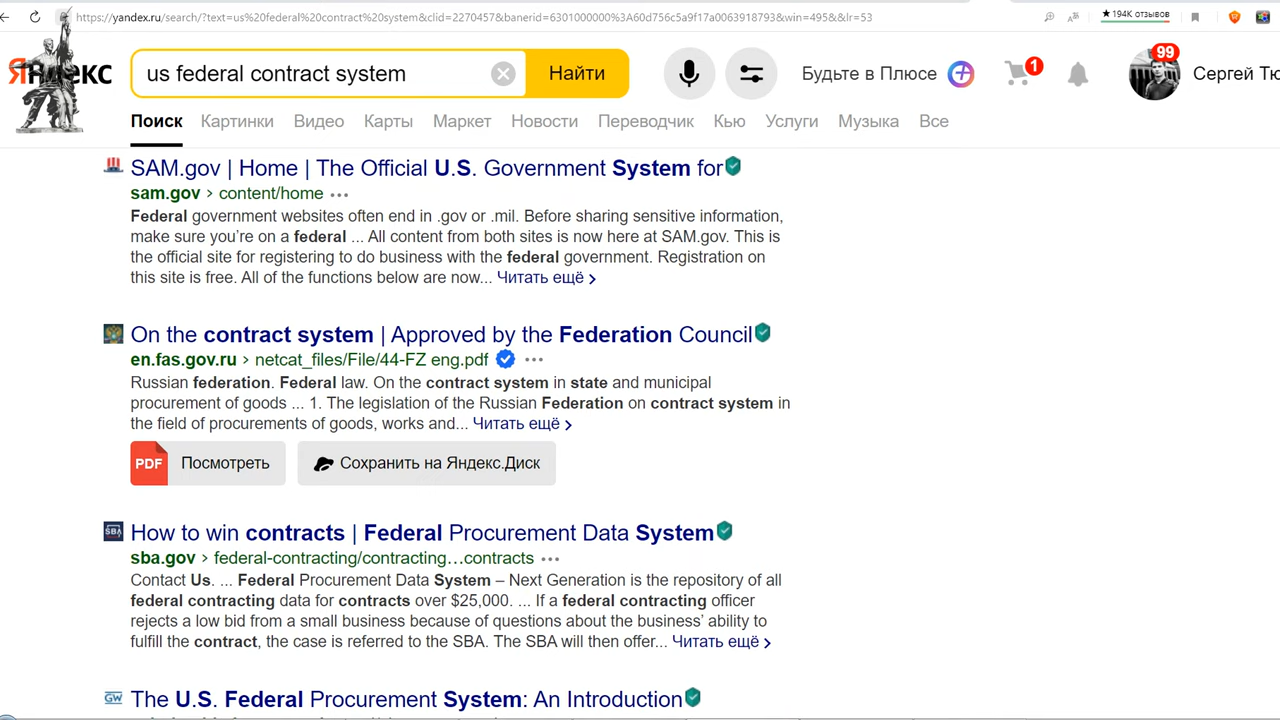 https://yandex.ru/search/?text=us%20federal%20contract%20system&clid=2270457&banerid=6301000000%3A60d756c5a9f17a0063918793&win=495&&lr=53
194K отзывов
Яндекс
us federal contract system
Найти
Будьте в Плюсе
1
99
Сергей Тю
Поиск Картинки Видео Карты Маркет Новости Переводчик Кью Услуги Музыка Все
SAM.gov | Home | The Official U.S. Government System for
sam.gov › content/home
Federal government websites often end in .gov or .mil. Before sharing sensitive information,
make sure you're on a federal ... All content from both sites is now here at SAM.gov. This is
the official site for registering to do business with the federal government. Registration on
this site is free. All of the functions below are now... Читать ещё ›
On the contract system | Approved by the Federation Council
en.fas.gov.ru › netcat_files/File/44-FZ eng.pdf
Russian federation. Federal law. On the contract system in state and municipal
procurement of goods ... 1. The legislation of the Russian Federation on contract system in
the field of procurements of goods, works and... Читать ещё ›
PDF Посмотреть Сохранить на Яндекс.Диск
SBA How to win contracts | Federal Procurement Data System
sba.gov › federal-contracting/contracting…contracts
Contact Us. ... Federal Procurement Data System – Next Generation is the repository of all
federal contracting data for contracts over $25,000. ... If a federal contracting officer
rejects a low bid from a small business because of questions about the business' ability to
fulfill the contract, the case is referred to the SBA. The SBA will then offer... Читать ещё ›
GW The U.S. Federal Procurement System: An Introduction